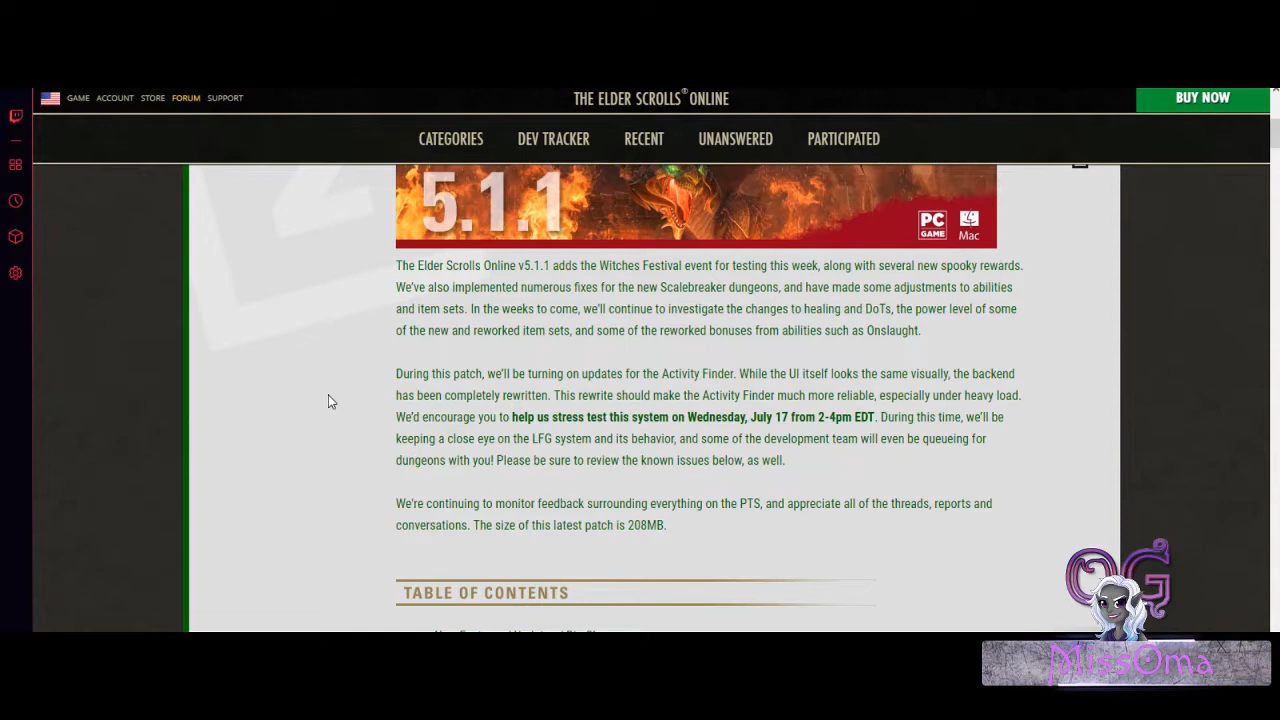 GAME ACCOUNT STORE FORUM SUPPORT
THE ELDER SCROLLS® ONLINE
BUY NOW
CATEGORIES DEV TRACKER RECENT UNANSWERED PARTICIPATED
5.1.1
PC
GAME
Mac
The Elder Scrolls Online v5.1.1 adds the Witches Festival event for testing this week, along with several new spooky rewards.
We've also implemented numerous fixes for the new Scalebreaker dungeons, and have made some adjustments to abilities
and item sets. In the weeks to come, we'll continue to investigate the changes to healing and DoTs, the power level of some
of the new and reworked item sets, and some of the reworked bonuses from abilities such as Onslaught.
During this patch, we'll be turning on updates for the Activity Finder. While the UI itself looks the same visually, the backend
has been completely rewritten. This rewrite should make the Activity Finder much more reliable, especially under heavy load.
We'd encourage you to help us stress test this system on Wednesday, July 17 from 2-4pm EDT. During this time, we'll be
keeping a close eye on the LFG system and its behavior, and some of the development team will even be queueing for
dungeons with you! Please be sure to review the known issues below, as well.
We're continuing to monitor feedback surrounding everything on the PTS, and appreciate all of the threads, reports and
conversations. The size of this latest patch is 208MB.
TABLE OF CONTENTS
OG
MissOma